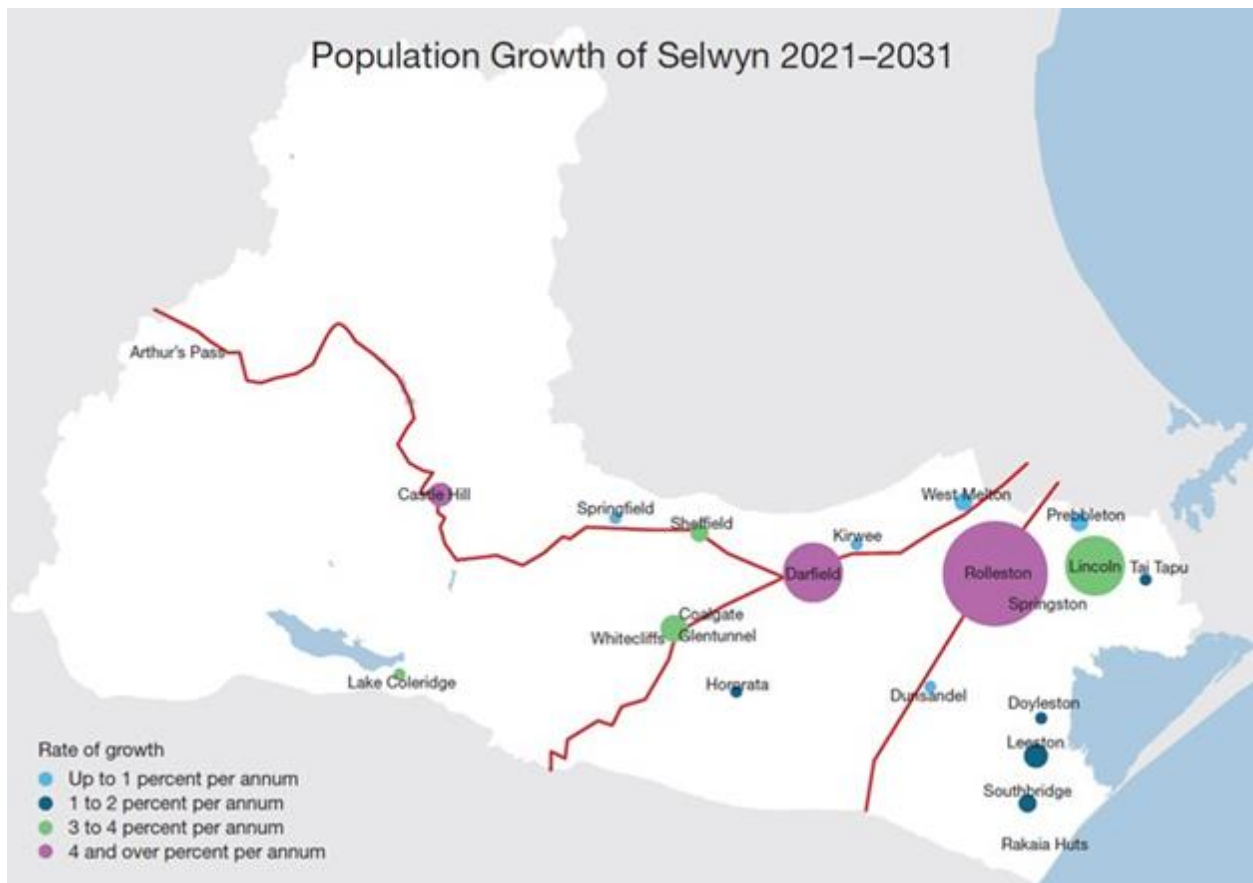 Population Growth of Selwyn 2021–2031
Arthur's Pass
Castle Hill
Springfield
Sheffield
West Melton
Kirwee
Prebbleton
Darfield
Rolleston
Lincoln
Tai Tapu
Springston
Coalgate
Whitecliffs
Glentunnel
Lake Coleridge
Hororata
Dunsandel
Doyleston
Leeston
Southbridge
Rakaia Huts
Rate of growth
Up to 1 percent per annum
1 to 2 percent per annum
3 to 4 percent per annum
4 and over percent per annum